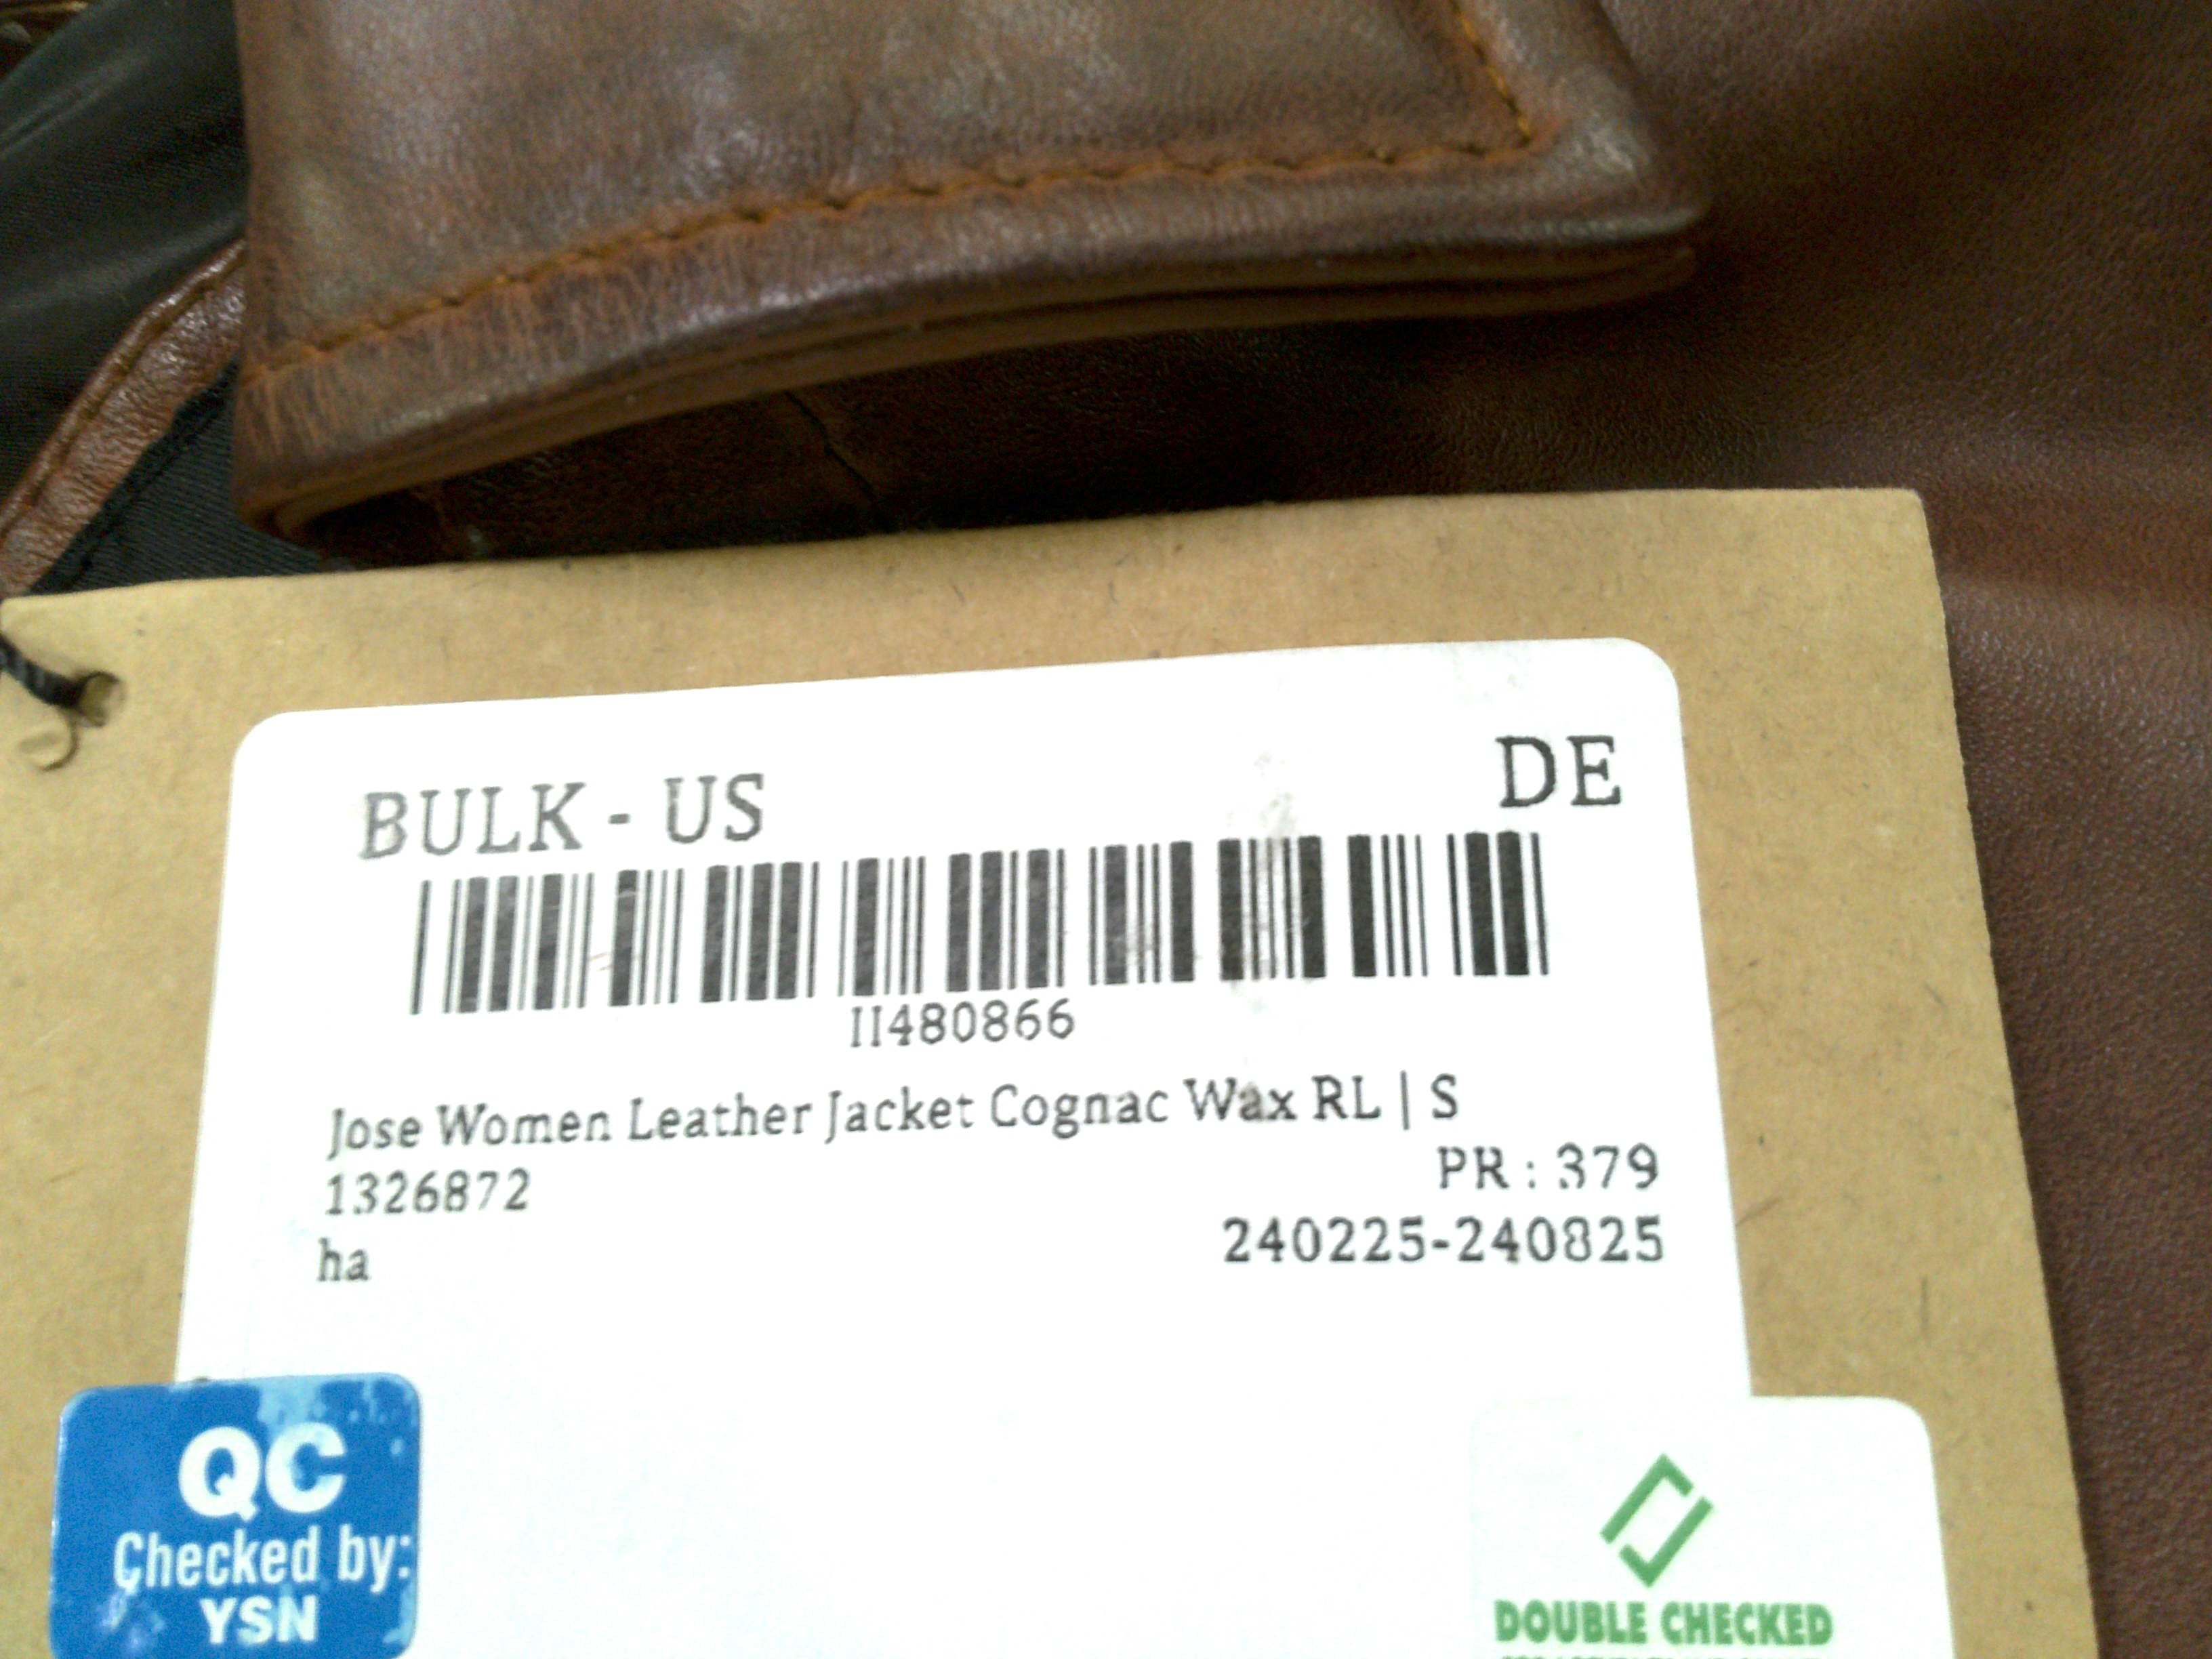 BULK - US
DE
II480866
Jose Women Leather Jacket Cognac Wax RL | S
1326872
PR : 379
ha
240225-240825
QC
Checked by:
YSN
DOUBLE CHECKED